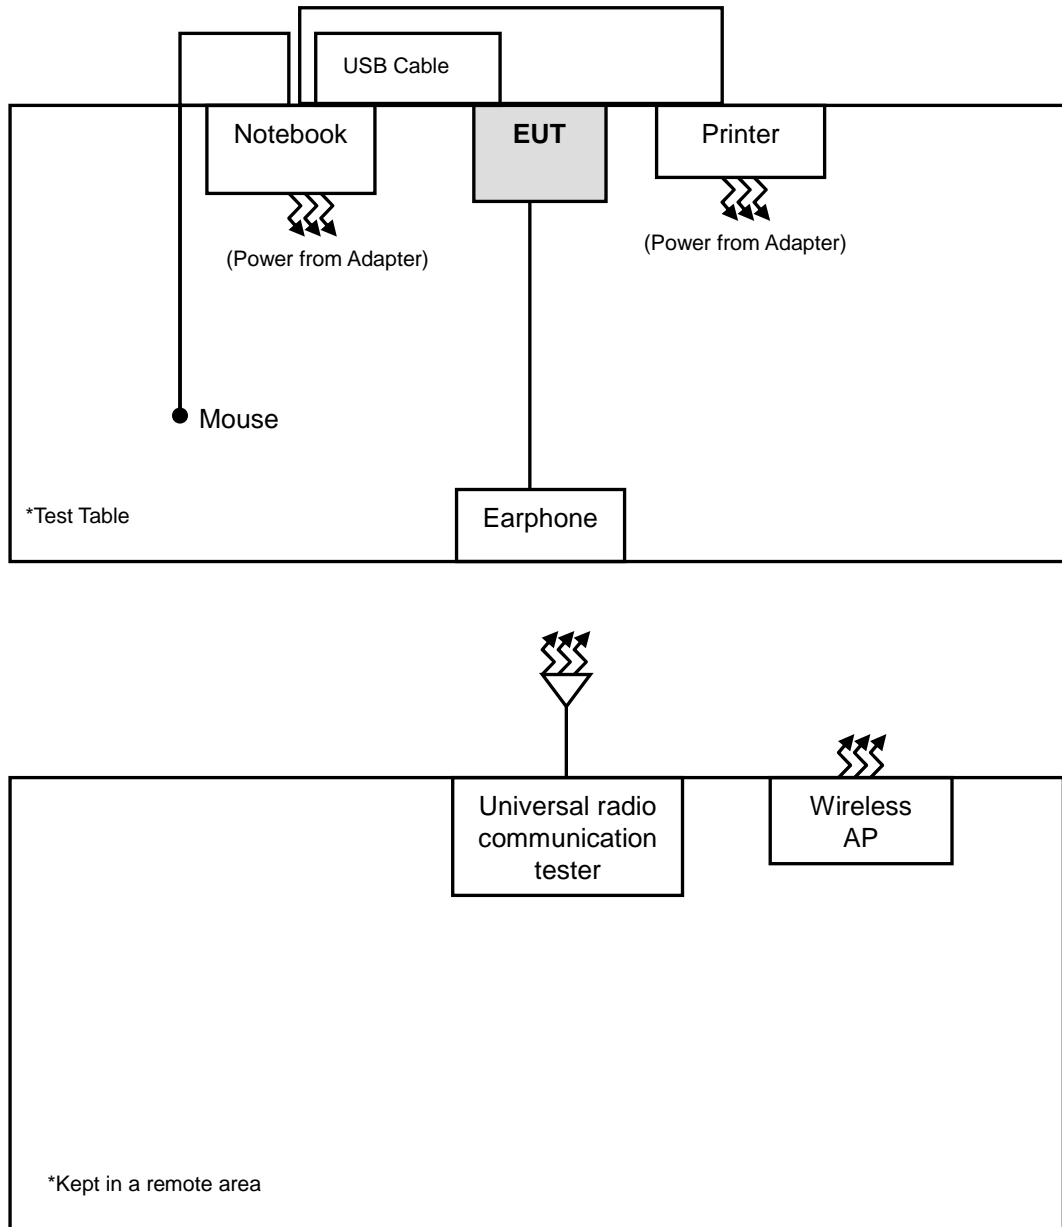 USB Cable
Notebook
EUT
Printer
(Power from Adapter)
(Power from Adapter)
Mouse
*Test Table
Earphone
Universal radio
communication
tester
Wireless
AP
*Kept in a remote area